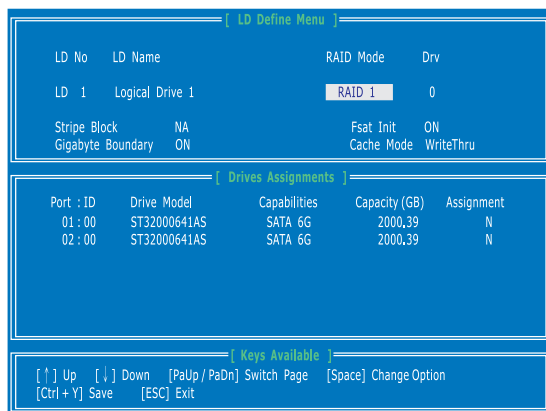 [ LD Define Menu ]
LD No LD Name RAID Mode Drv
LD 1 Logical Drive 1 RAID 1 0
Stripe Block NA Fsat Init ON
Gigabyte Boundary ON Cache Mode WriteThru
[ Drives Assignments ]
Port : ID Drive Model Capabilities Capacity (GB) Assignment
01 : 00 ST32000641AS SATA 6G 2000.39 N
02 : 00 ST32000641AS SATA 6G 2000.39 N
[ Keys Available ]
[ ↑ ] Up [ ↓ ] Down [PaUp / PaDn] Switch Page [Space] Change Option
[Ctrl + Y] Save [ESC] Exit